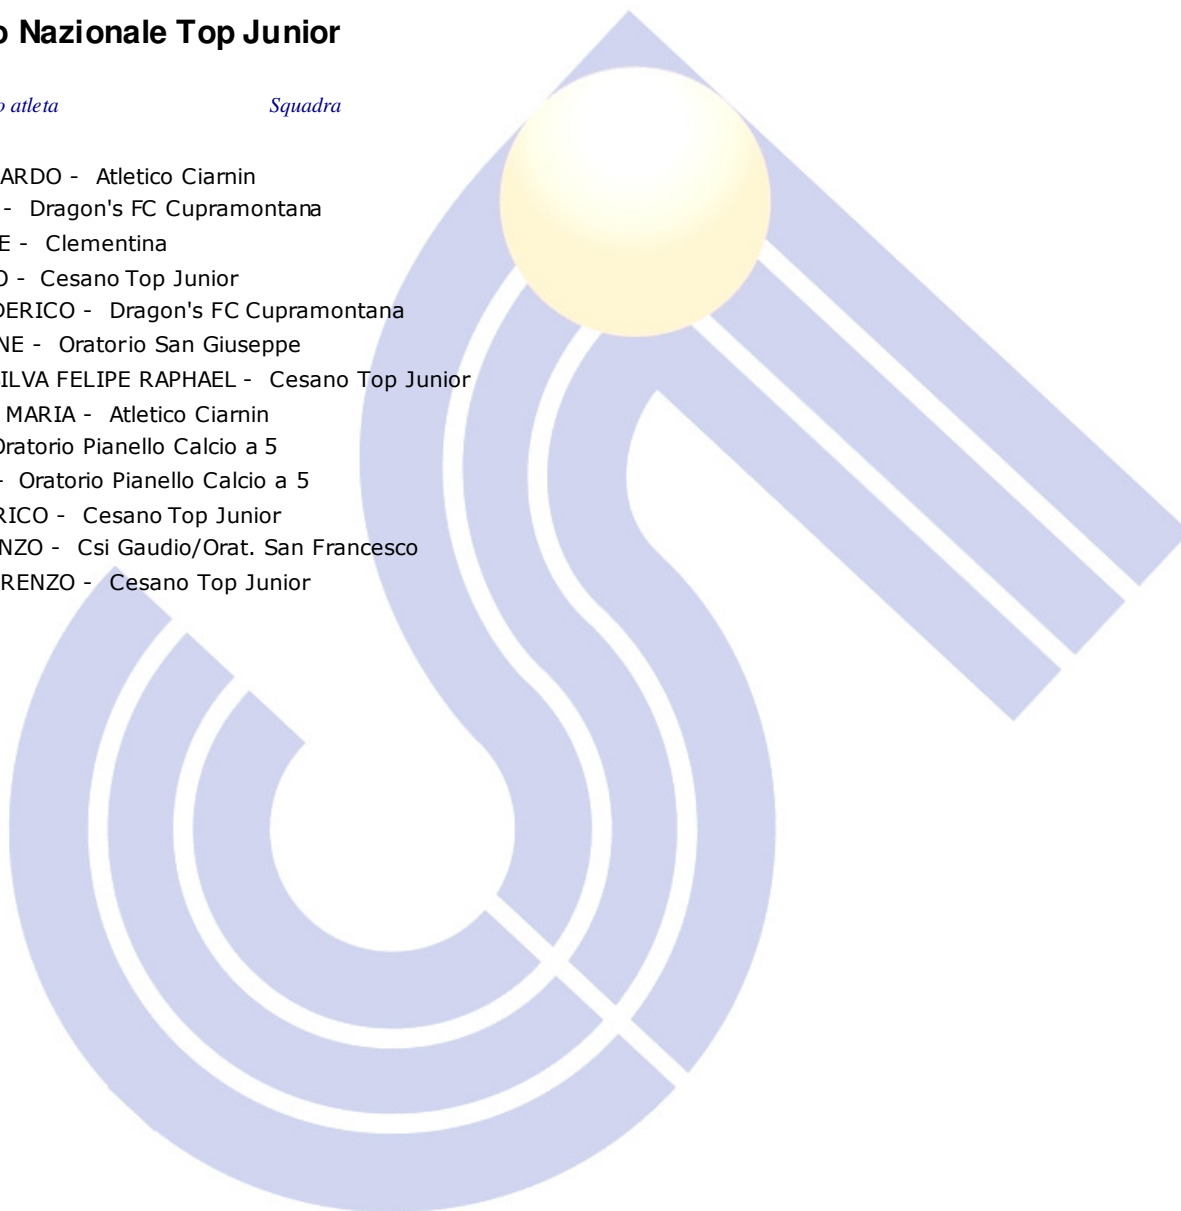 o Nazionale Top Junior
o atleta Squadra
ARDO - Atletico Ciarnin
- Dragon's FC Cupramontana
E - Clementina
O - Cesano Top Junior
DERICO - Dragon's FC Cupramontana
NE - Oratorio San Giuseppe
ILVA FELIPE RAPHAEL - Cesano Top Junior
MARIA - Atletico Ciarnin
Oratorio Pianello Calcio a 5
- Oratorio Pianello Calcio a 5
RICO - Cesano Top Junior
NZO - Csi Gaudio/Orat. San Francesco
RENZO - Cesano Top Junior